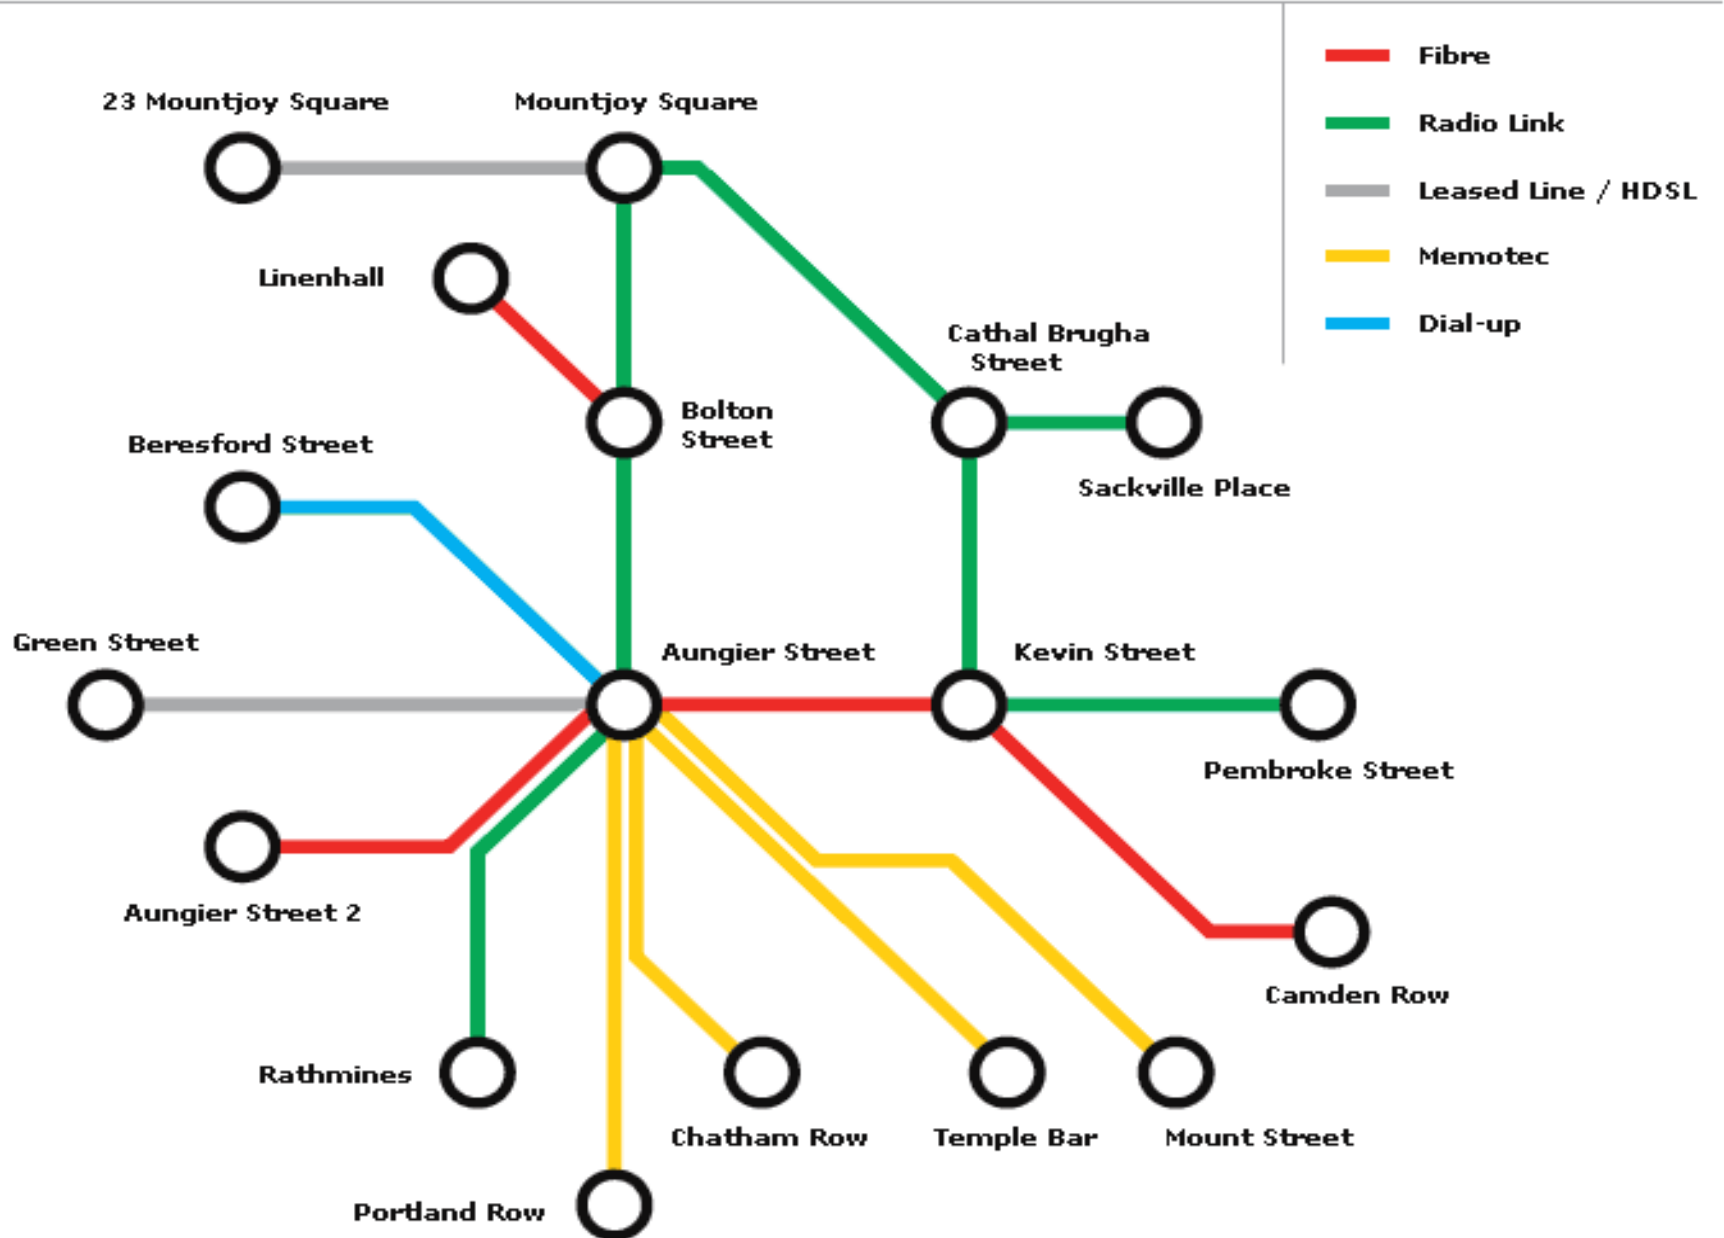 Fibre
Radio Link
Leased Line / HDSL
Memotec
Dial-up
23 Mountjoy Square
Mountjoy Square
Linenhall
Cathal Brugha
Street
Bolton
Street
Beresford Street
Sackville Place
Green Street
Aungier Street
Kevin Street
Pembroke Street
Aungier Street 2
Camden Row
Rathmines
Chatham Row
Temple Bar
Mount Street
Portland Row